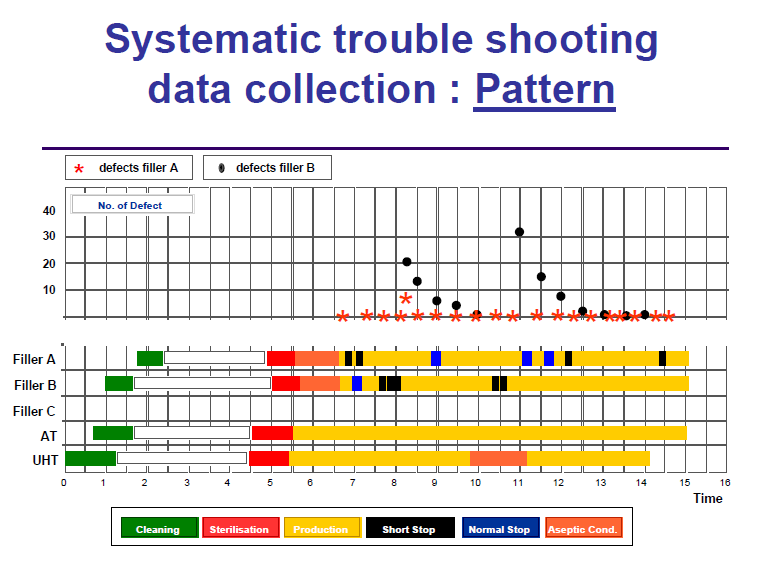 Systematic trouble shooting
data collection : Pattern
* defects filler A
defects filler B
No. of Defect
40
30
20
10
Filler A
Filler B
Filler C
AT
UHT
0 1 2 3 4 5 6 7 8 9 10 11 12 13 14 15 16
Time
Cleaning Sterilisation Production Short Stop Normal Stop Aseptic Cond.